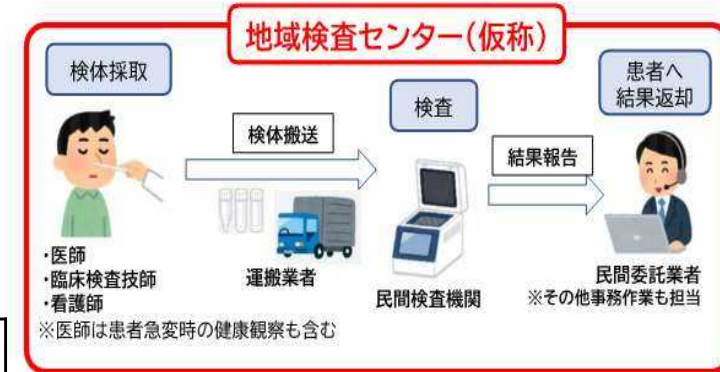 地域検査センター(仮称)
検体採取
検体搬送
検査
結果報告
患者へ
結果返却
・医師
・臨床検査技師
・看護師
※医師は患者急変時の健康観察も含む
運搬業者
民間検査機関
民間委託業者
※その他事務作業も担当